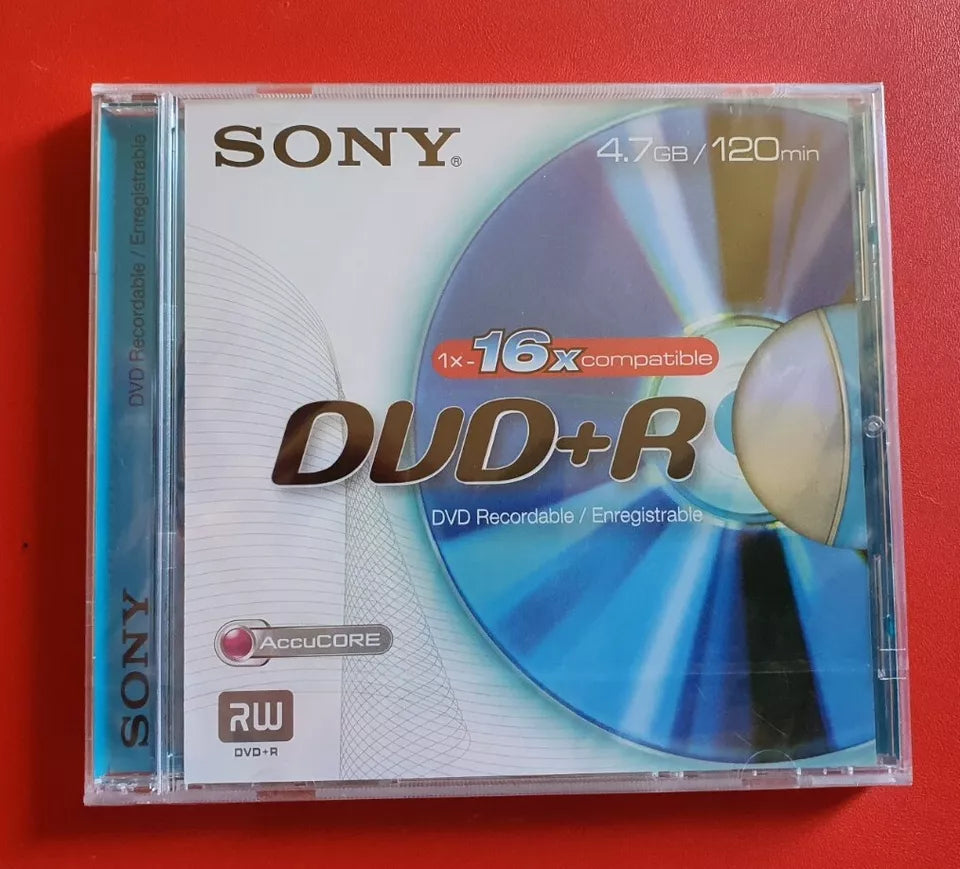 SONY®
4.7GB / 120min
1x-16x compatible
DVD+R
DVD Recordable / Enregistrable
AccuCORE
RW
DVD+R
DVD Recordable / Enregistrable
SONY